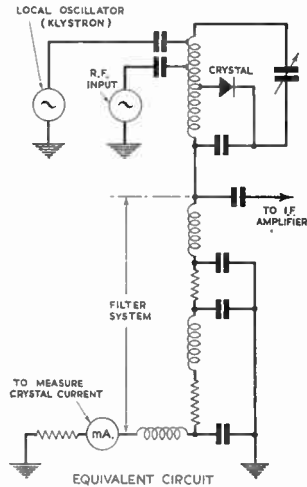 LOCAL OSCILLATOR
(KLYSTRON)
R.F.
INPUT
CRYSTAL
TO I.F.
AMPLIFIER
FILTER
SYSTEM
TO MEASURE
CRYSTAL CURRENT
mA.
EQUIVALENT CIRCUIT